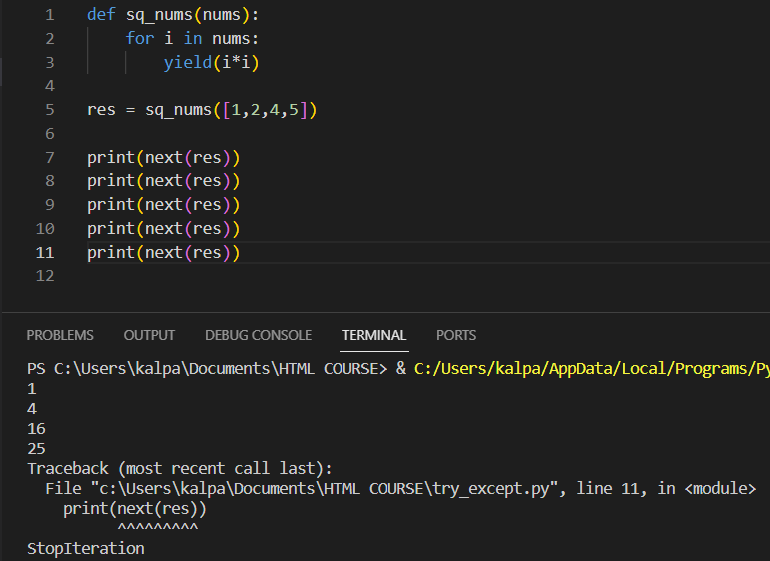 1 def sq_nums(nums):
2     for i in nums:
3         yield(i*i)
4
5 res = sq_nums([1,2,4,5])
6
7 print(next(res))
8 print(next(res))
9 print(next(res))
10 print(next(res))
11 print(next(res))
12
PROBLEMS OUTPUT DEBUG CONSOLE TERMINAL PORTS
PS C:\Users\kalpa\Documents\HTML COURSE> & C:/Users/kalpa/AppData/Local/Programs/Py
1
4
16
25
Traceback (most recent call last):
  File "c:\Users\kalpa\Documents\HTML COURSE\try_except.py", line 11, in <module>
    print(next(res))
          ^^^^^^^^^
StopIteration